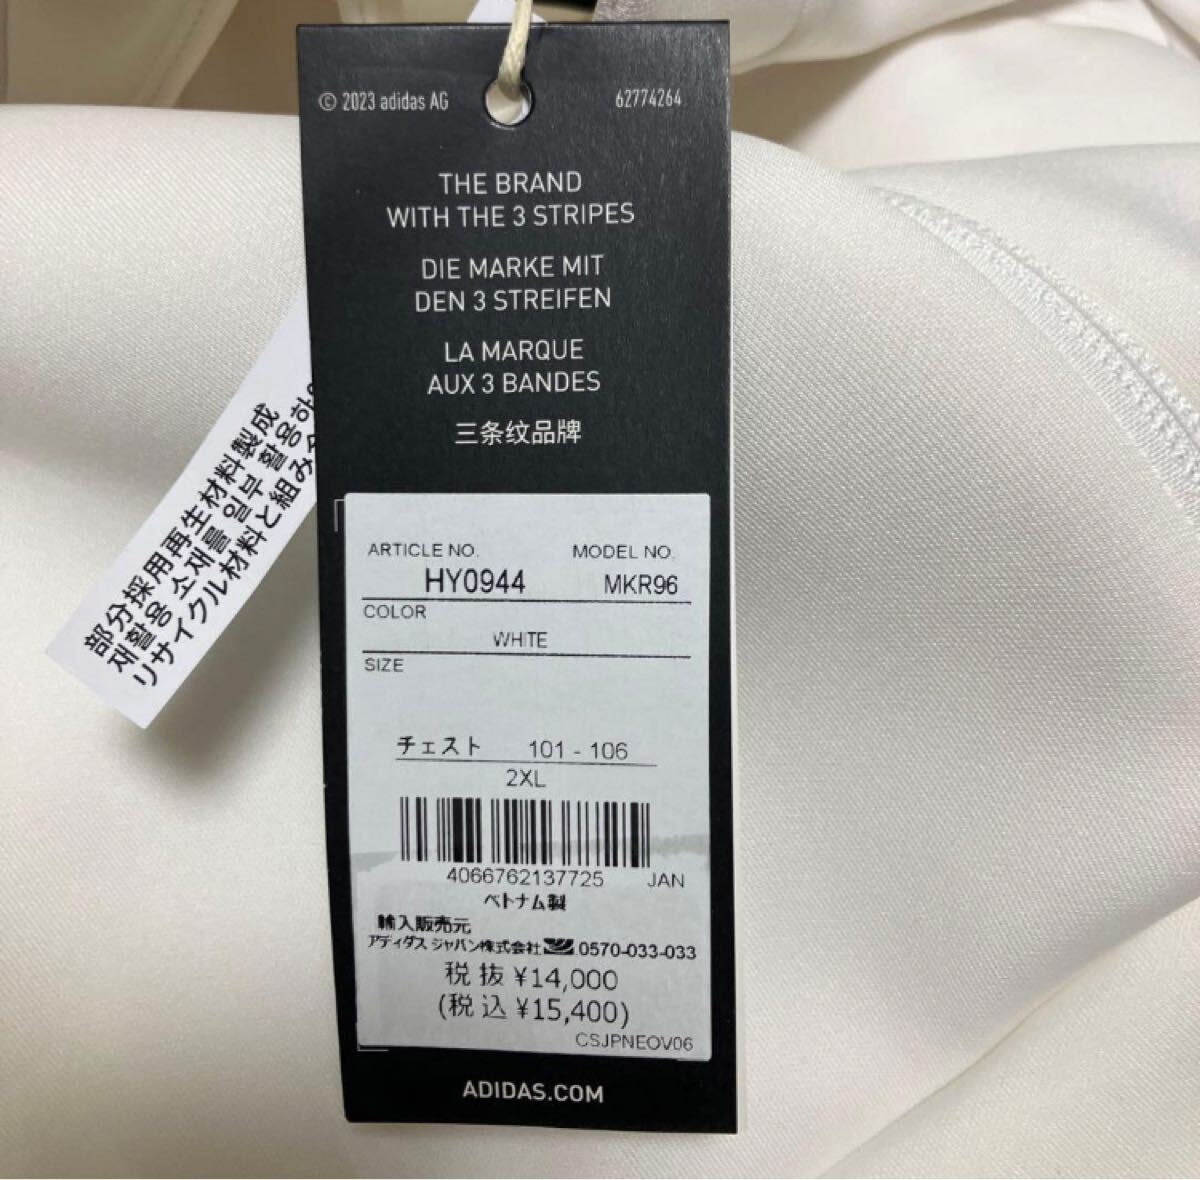 © 2023 adidas AG 62774264
THE BRAND
WITH THE 3 STRIPES
DIE MARKE MIT
DEN 3 STREIFEN
LA MARQUE
AUX 3 BANDES
三条纹品牌
部分採用再生材料製成
재활용 소재를 일부 활용하
リサイクル材料と組み
ARTICLE NO. MODEL NO.
HY0944 MKR96
COLOR
WHITE
SIZE
チェスト 101 - 106
2XL
4066762137725 JAN
ベトナム製
輸入販売元
アディダス ジャパン株式会社 0570-033-033
税 抜 ¥14,000
(税 込 ¥15,400)
CSJPNEOV06
ADIDAS.COM